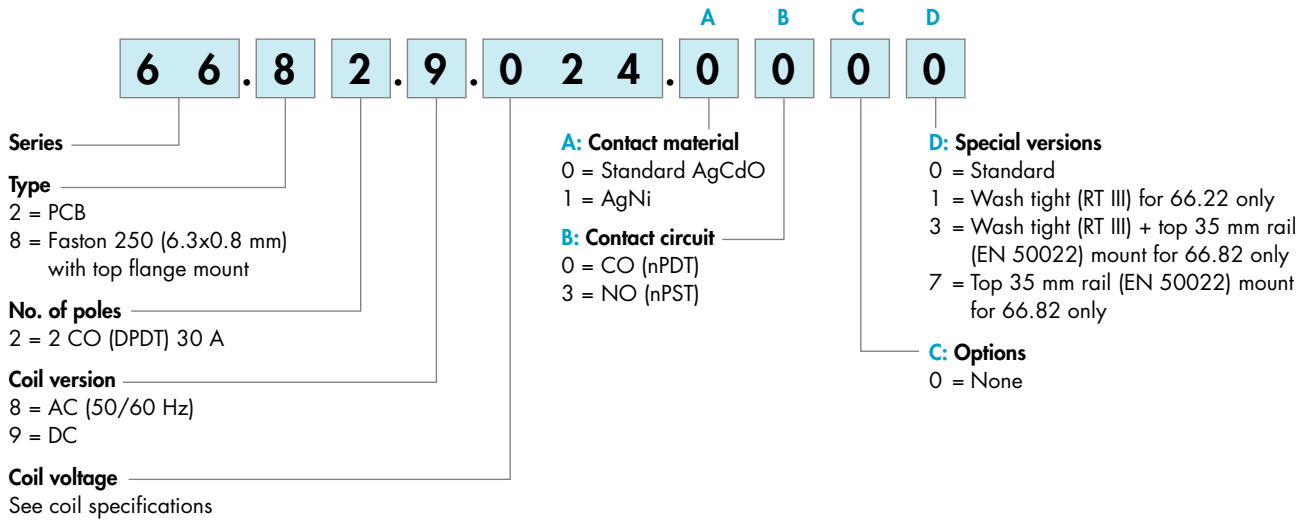 A B C D
6 6 . 8 2 . 9 . 0 2 4 . 0 0 0 0
Series
Type
2 = PCB
8 = Faston 250 (6.3x0.8 mm)
with top flange mount
No. of poles
2 = 2 CO (DPDT) 30 A
Coil version
8 = AC (50/60 Hz)
9 = DC
Coil voltage
See coil specifications
A: Contact material
0 = Standard AgCdO
1 = AgNi
B: Contact circuit
0 = CO (nPDT)
3 = NO (nPST)
D: Special versions
0 = Standard
1 = Wash tight (RT III) for 66.22 only
3 = Wash tight (RT III) + top 35 mm rail
(EN 50022) mount for 66.82 only
7 = Top 35 mm rail (EN 50022) mount
for 66.82 only
C: Options
0 = None